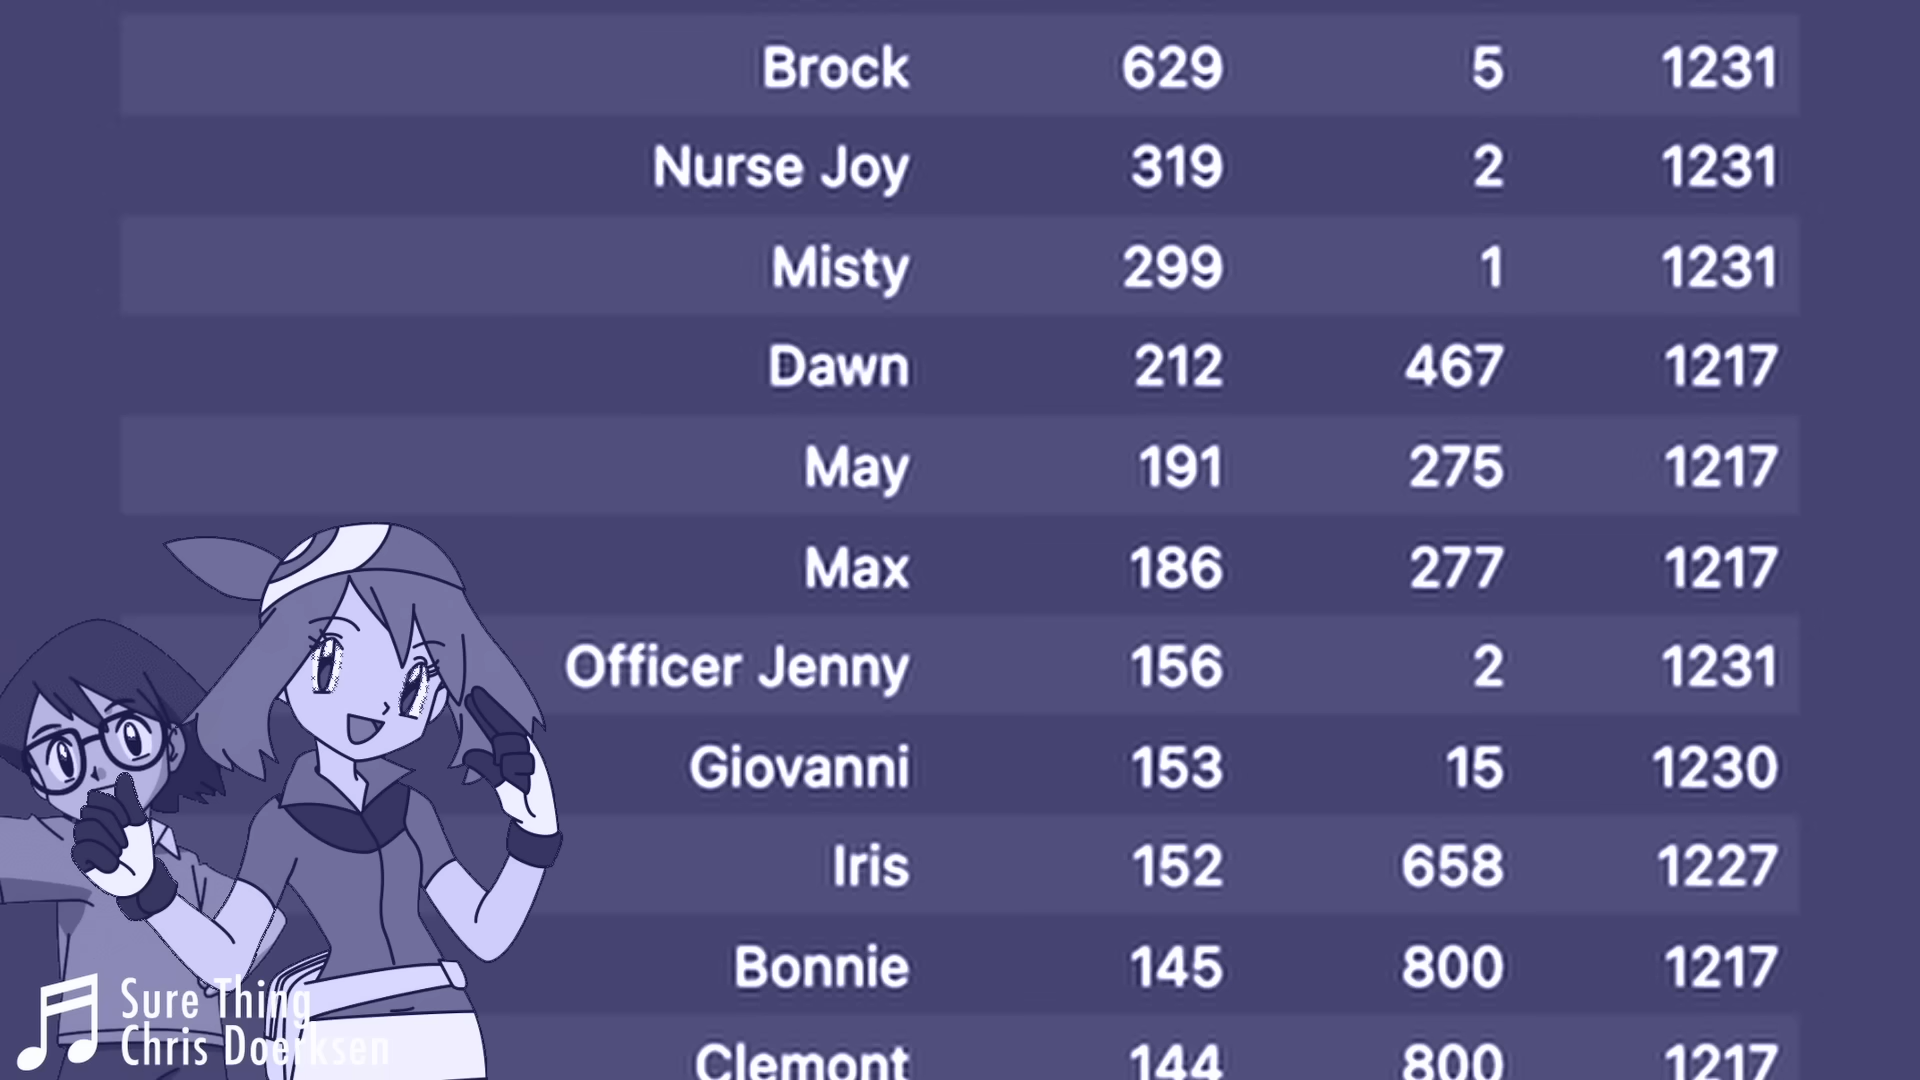 Brock 629 5 1231
Nurse Joy 319 2 1231
Misty 299 1 1231
Dawn 212 467 1217
May 191 275 1217
Max 186 277 1217
Officer Jenny 156 2 1231
Giovanni 153 15 1230
Iris 152 658 1227
Bonnie 145 800 1217
Clemont 144 800 1217
Sure Thing
Chris Doerksen